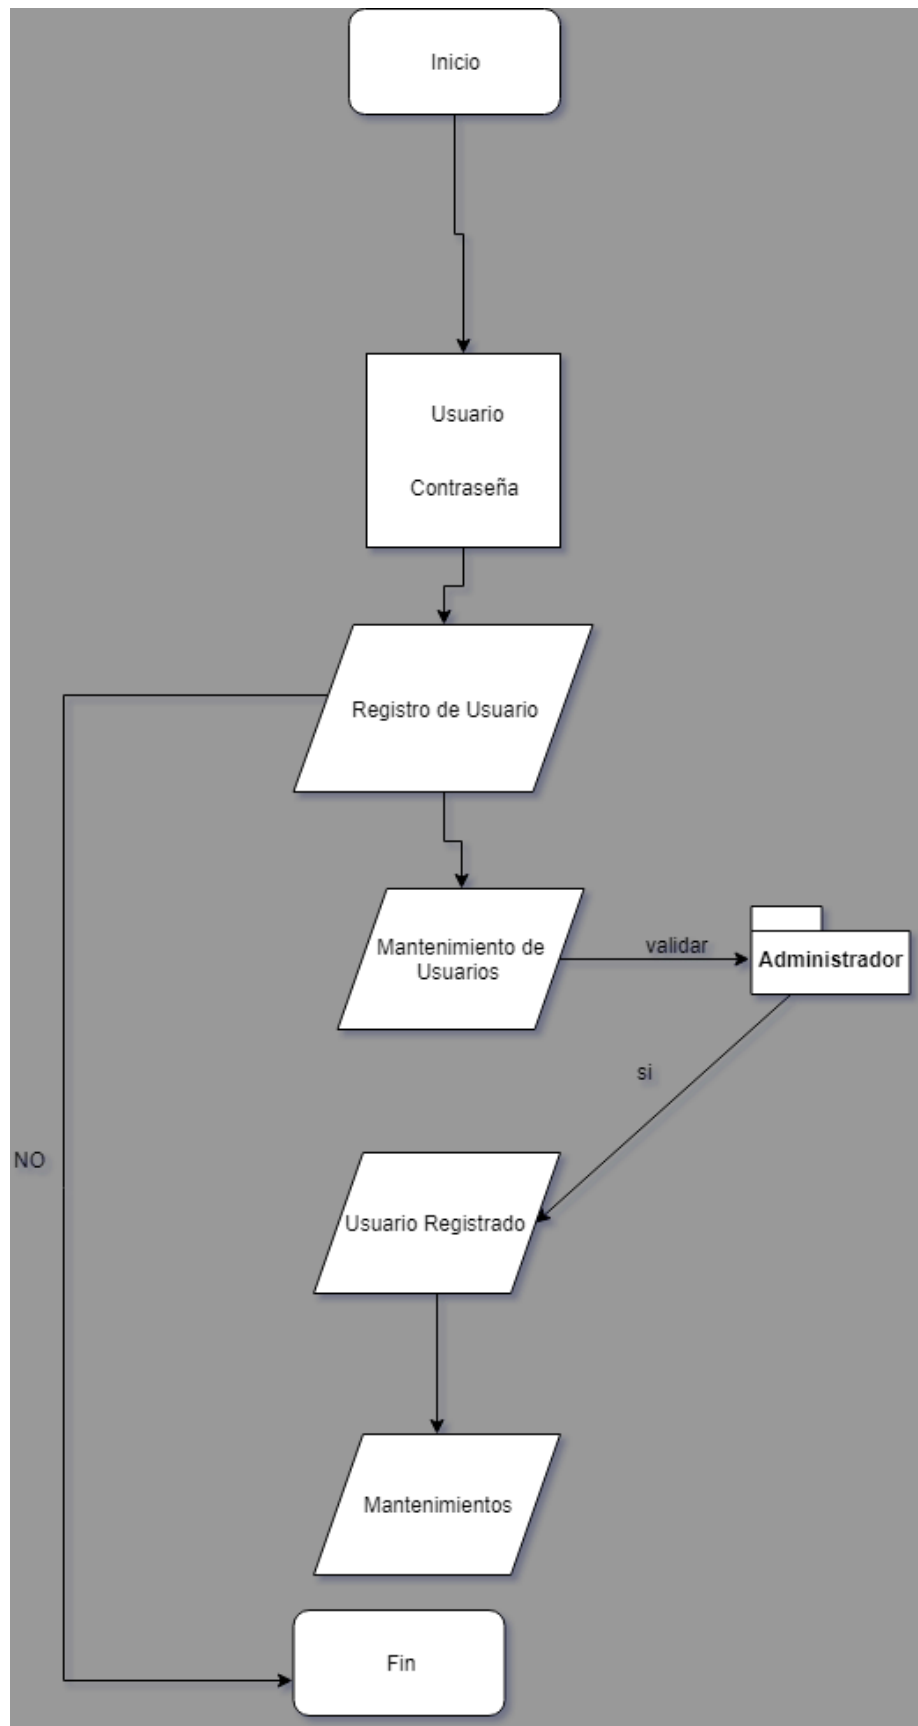 Inicio
Usuario
Contraseña
Registro de Usuario
Mantenimiento de
Usuarios
validar
Administrador
si
NO
Usuario Registrado
Mantenimientos
Fin